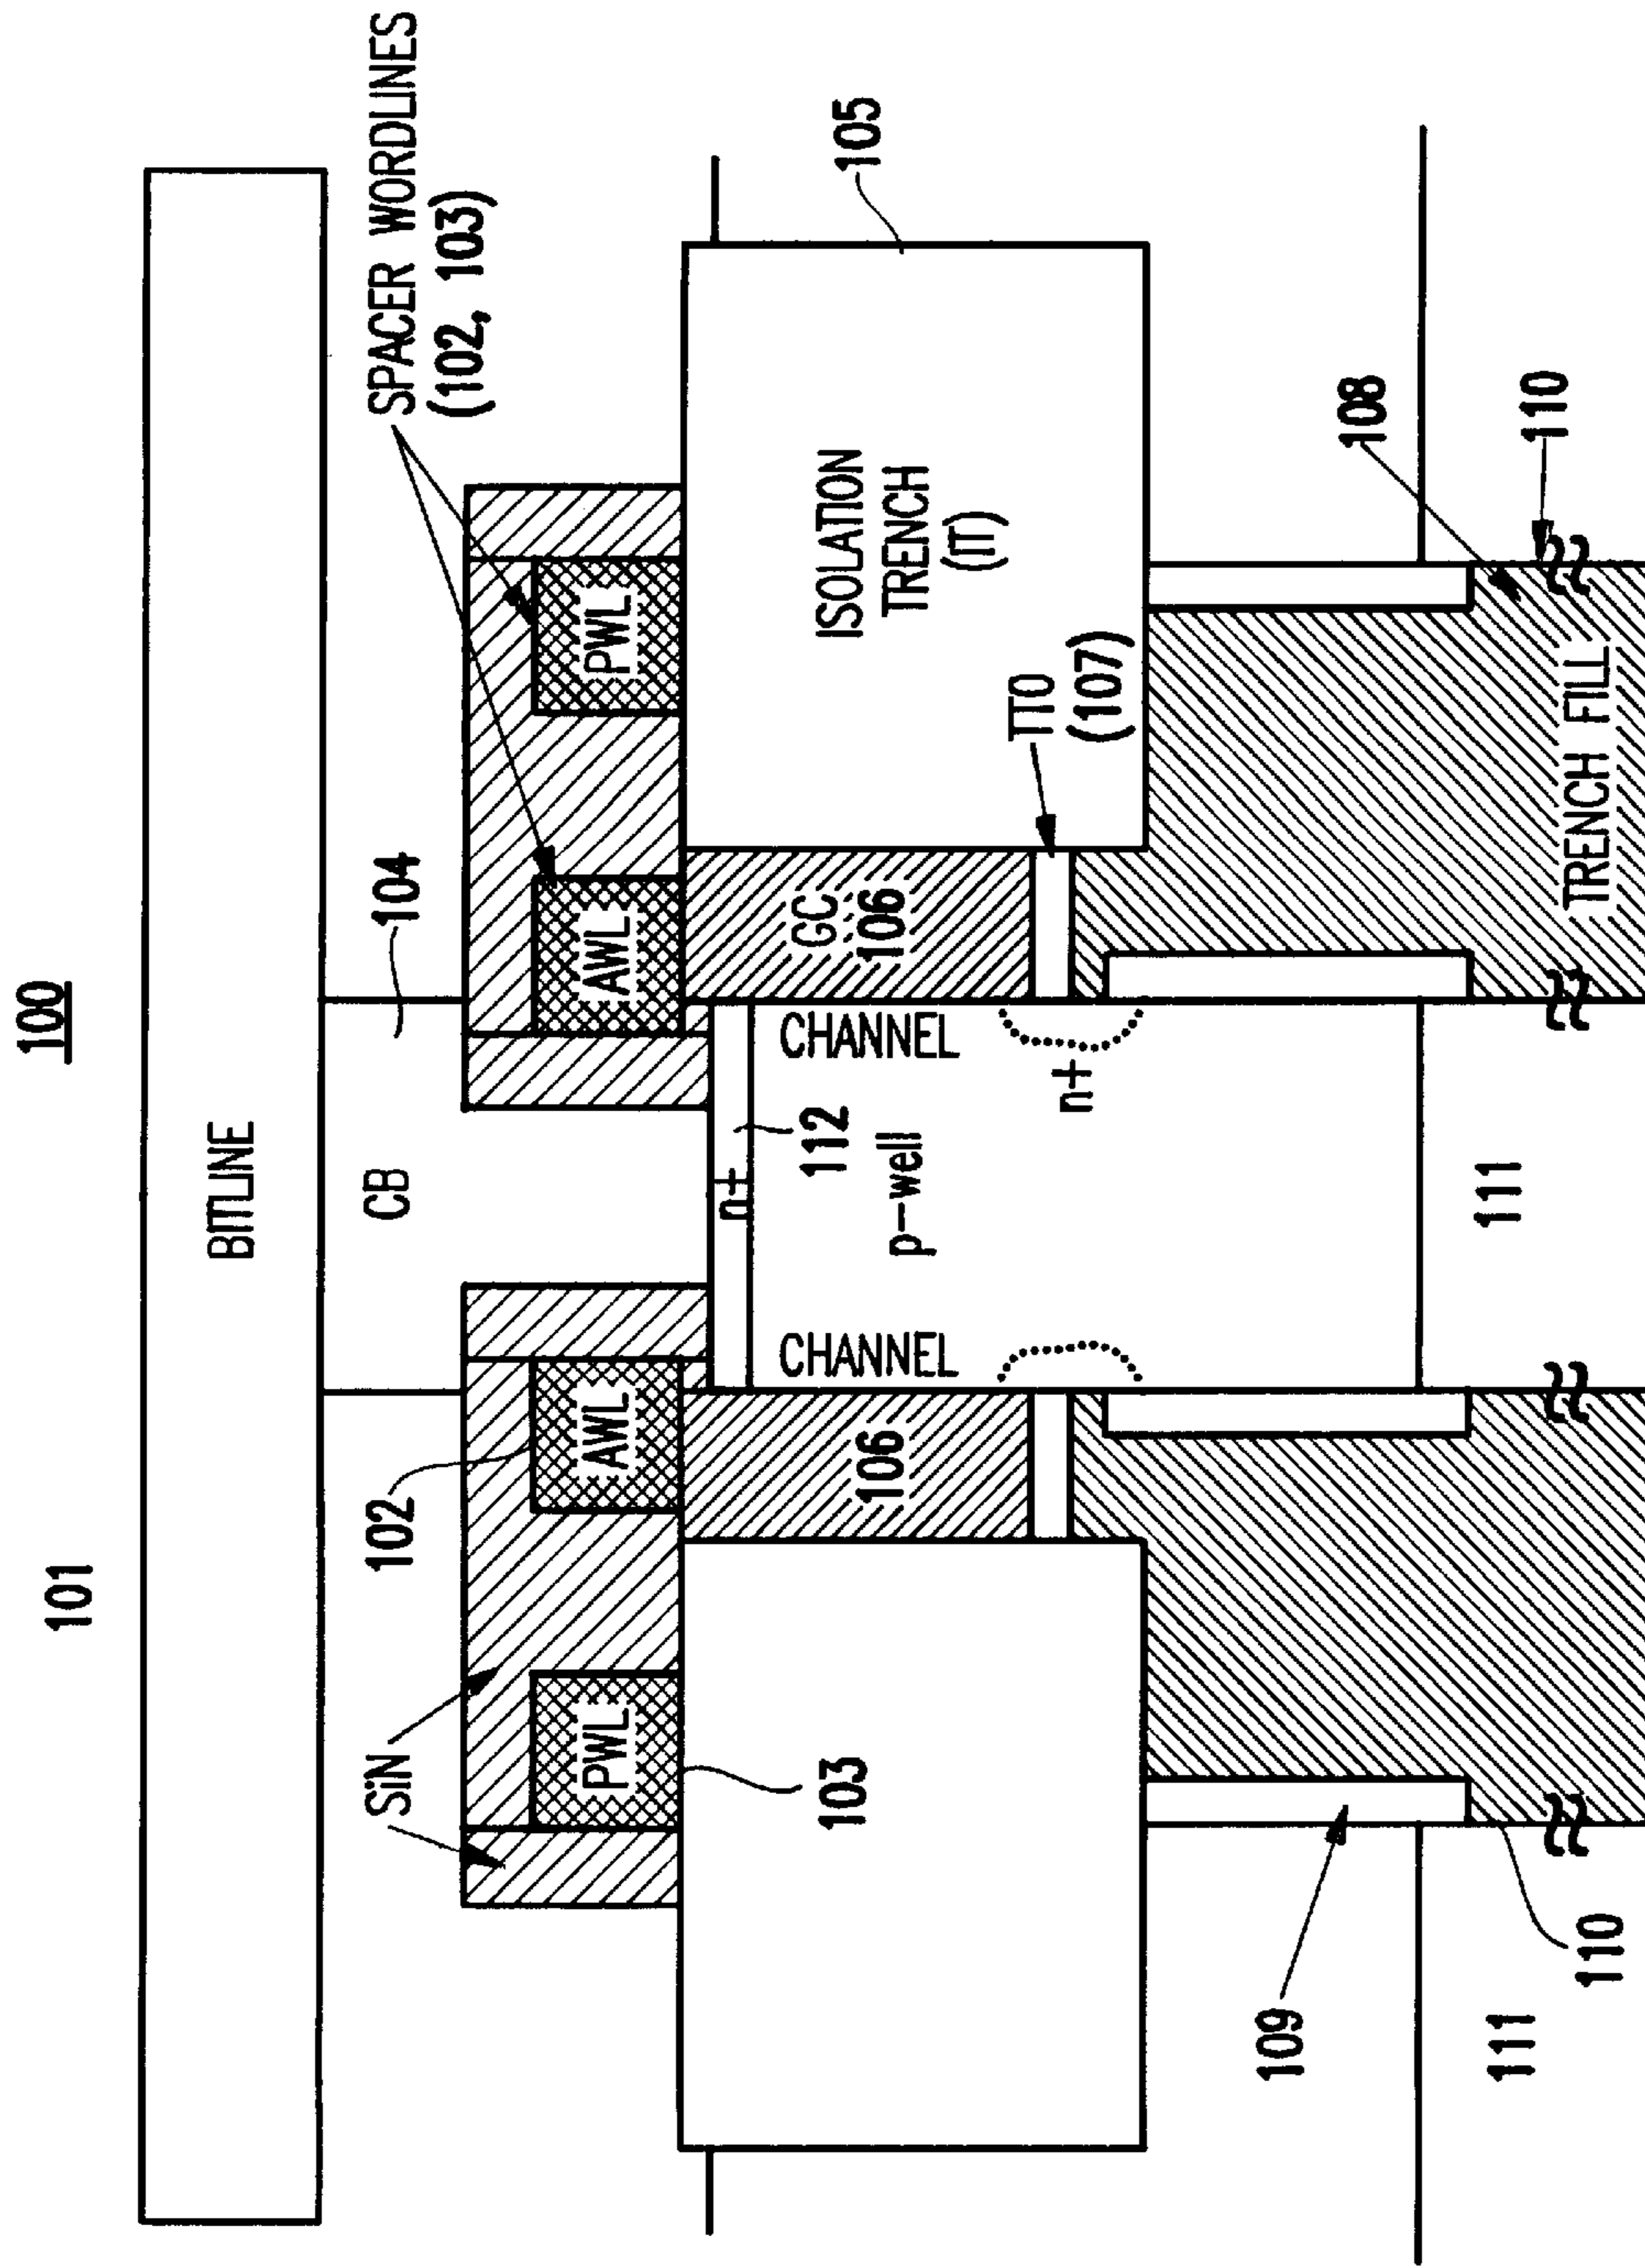 100
101
BITLINE
SiN
102
CB
104
SPACER WORDLINES
(102, 103)
PWL
AWL
AWL
PWL
n+
103
106
CHANNEL
112
p-well
CHANNEL
GC
106
ISOLATION
TRENCH
(IT)
105
n+
TTO
(107)
109
108
111
111
110
110
TRENCH FILL